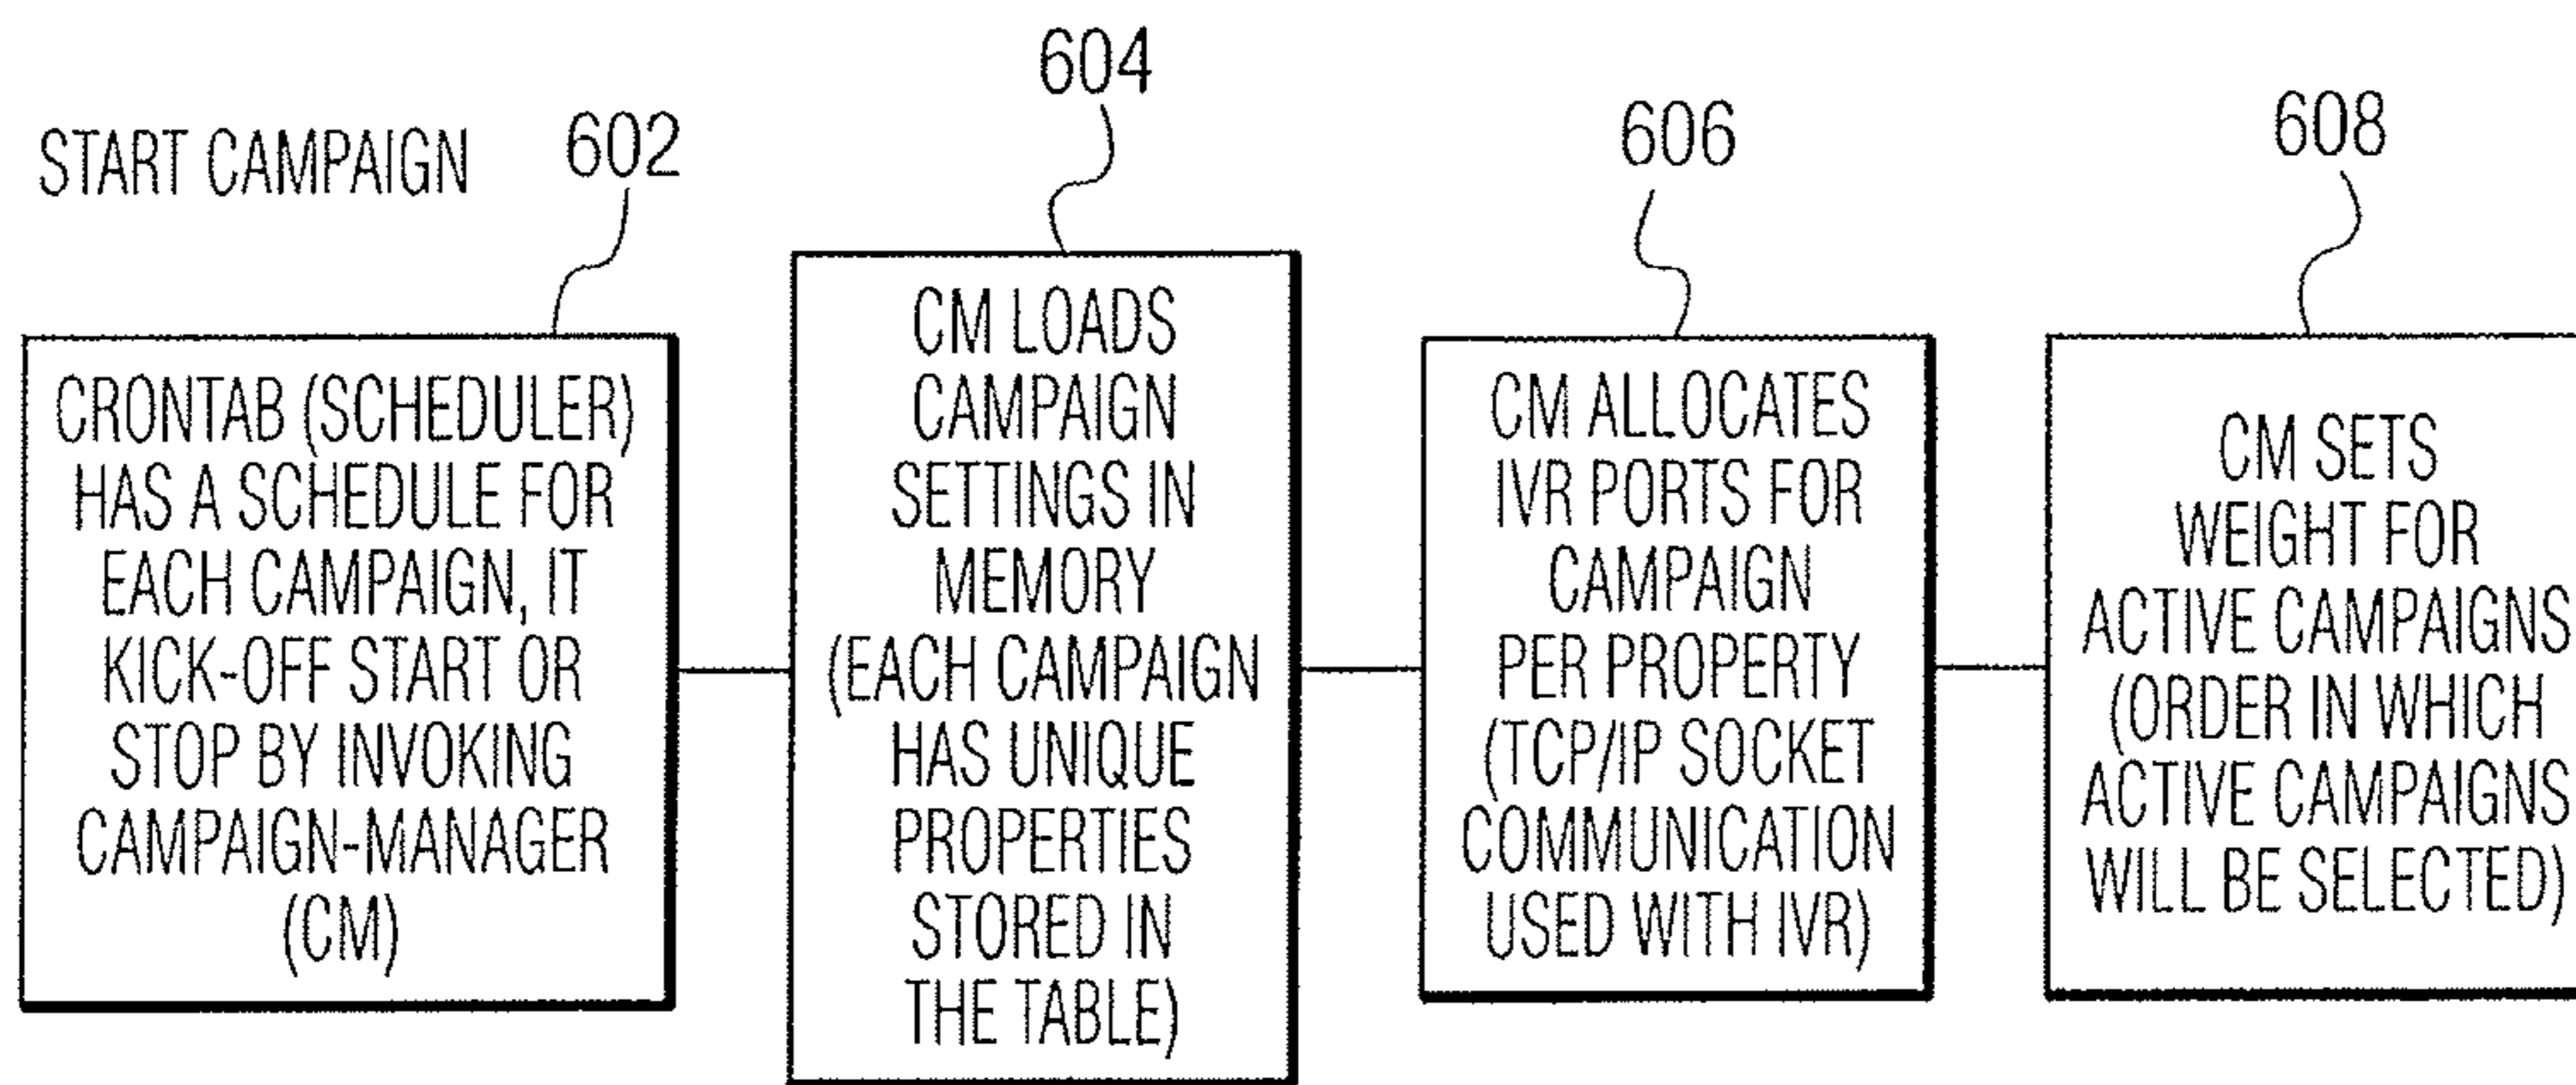 START CAMPAIGN
602
CRONTAB (SCHEDULER)
HAS A SCHEDULE FOR
EACH CAMPAIGN, IT
KICK-OFF START OR
STOP BY INVOKING
CAMPAIGN-MANAGER
(CM)
604
CM LOADS
CAMPAIGN
SETTINGS IN
MEMORY
(EACH CAMPAIGN
HAS UNIQUE
PROPERTIES
STORED IN
THE TABLE)
606
CM ALLOCATES
IVR PORTS FOR
CAMPAIGN
PER PROPERTY
(TCP/IP SOCKET
COMMUNICATION
USED WITH IVR)
608
CM SETS
WEIGHT FOR
ACTIVE CAMPAIGNS
(ORDER IN WHICH
ACTIVE CAMPAIGNS
WILL BE SELECTED)